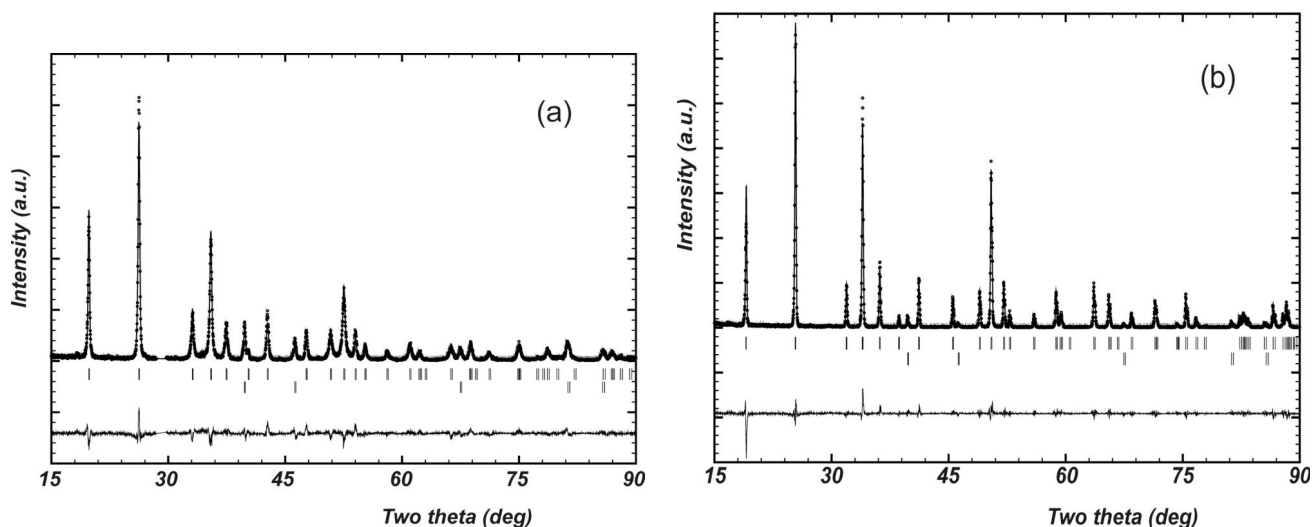 (a)
Intensity (a.u.)
15 30 45 60 75 90
Two theta (deg)
(b)
Intensity (a.u.)
15 30 45 60 75 90
Two theta (deg)